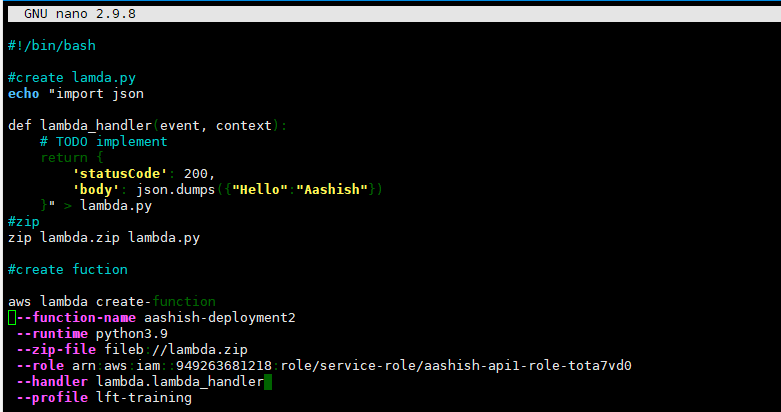 GNU nano 2.9.8
#!/bin/bash
#create lamda.py
echo "import json
def lambda_handler(event, context):
    # TODO implement
    return {
        'statusCode': 200,
        'body': json.dumps({"Hello":"Aashish"})
    }" > lambda.py
#zip
zip lambda.zip lambda.py
#create fuction
aws lambda create-function
 --function-name aashish-deployment2
 --runtime python3.9
 --zip-file fileb://lambda.zip
 --role arn:aws:iam::949263681218:role/service-role/aashish-api1-role-tota7vd0
 --handler lambda.lambda_handler
 --profile lft-training